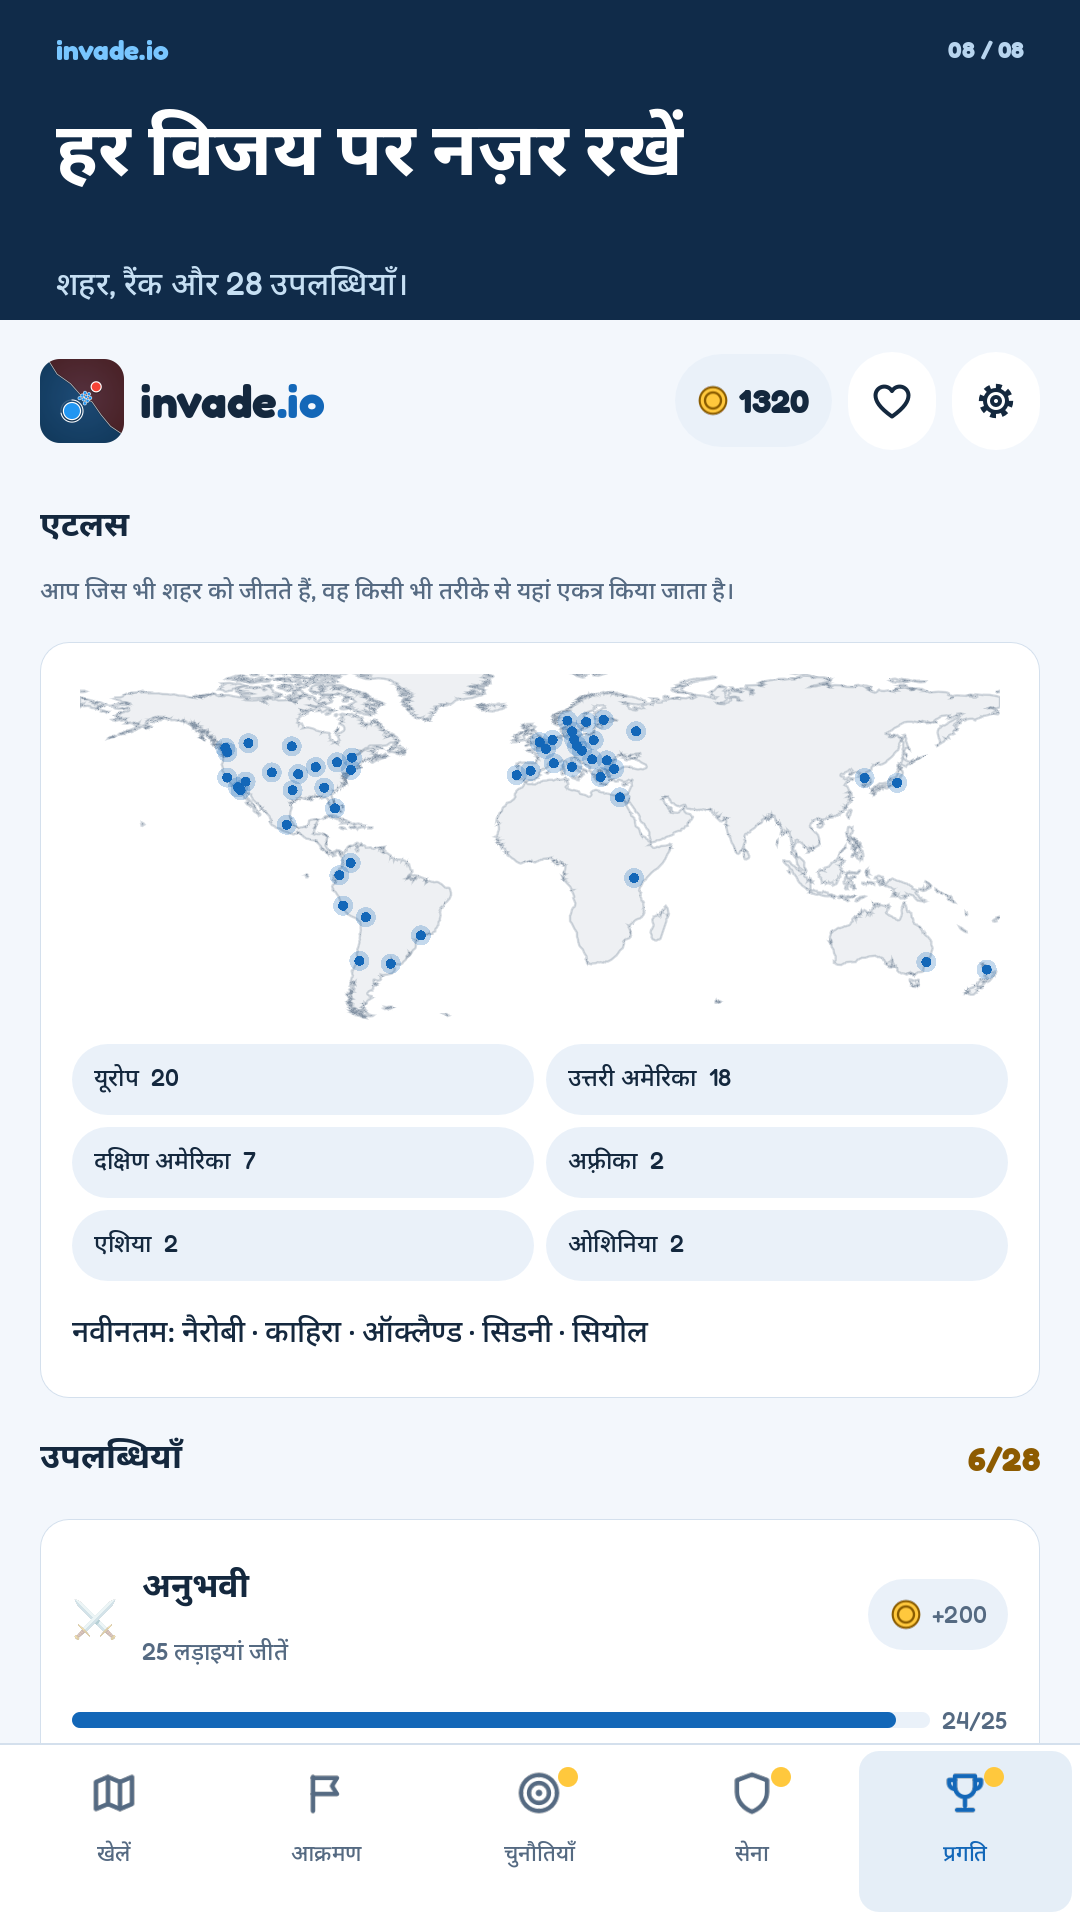 invade.io
08 / 08
हर विजय पर नज़र रखें
शहर, रैंक और 28 उपलब्धियाँ।
invade.io
1320
एटलस
आप जिस भी शहर को जीतते हैं, वह किसी भी तरीके से यहां एकत्र किया जाता है।
यूरोप 20
उत्तरी अमेरिका 18
दक्षिण अमेरिका 7
अफ़्रीका 2
एशिया 2
ओशिनिया 2
नवीनतम: नैरोबी · काहिरा · ऑक्लैण्ड · सिडनी · सियोल
उपलब्धियाँ
6/28
अनुभवी
+200
25 लड़ाइयां जीतें
24/25
खेलें
आक्रमण
चुनौतियाँ
सेना
प्रगति